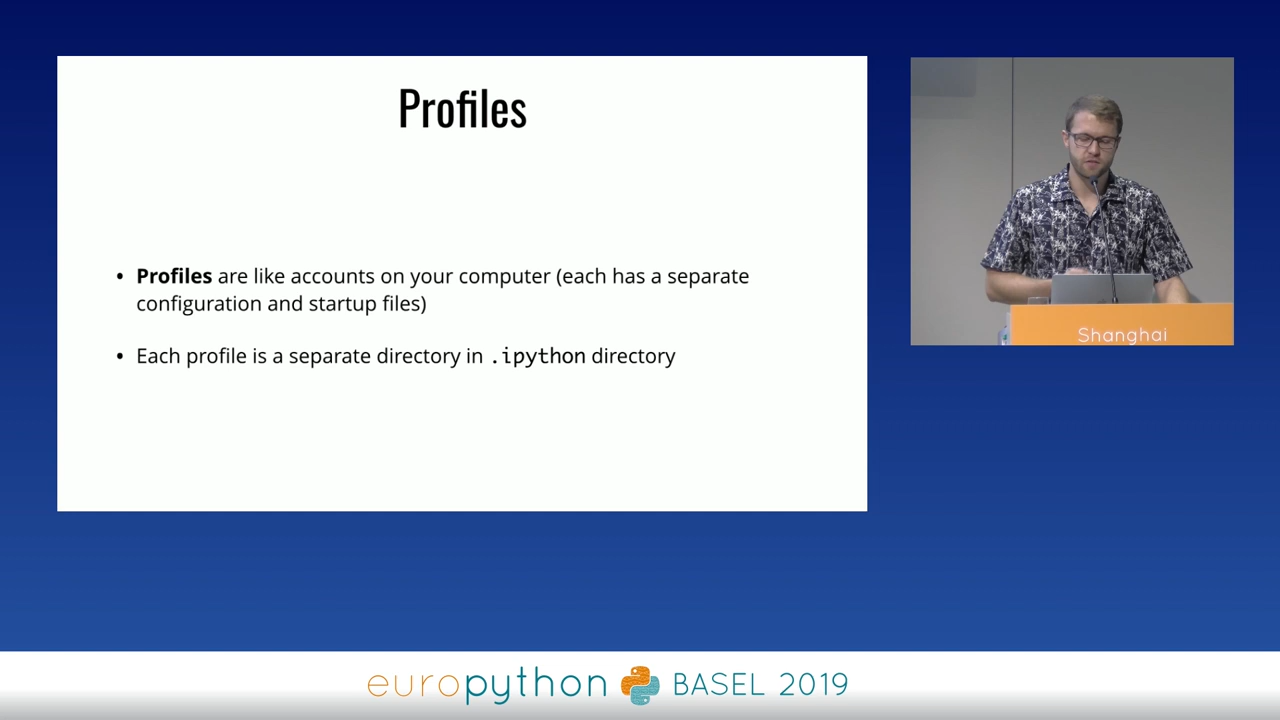 Profiles
• Profiles are like accounts on your computer (each has a separate
configuration and startup files)
• Each profile is a separate directory in .ipython directory
Shanghai
europython BASEL 2019